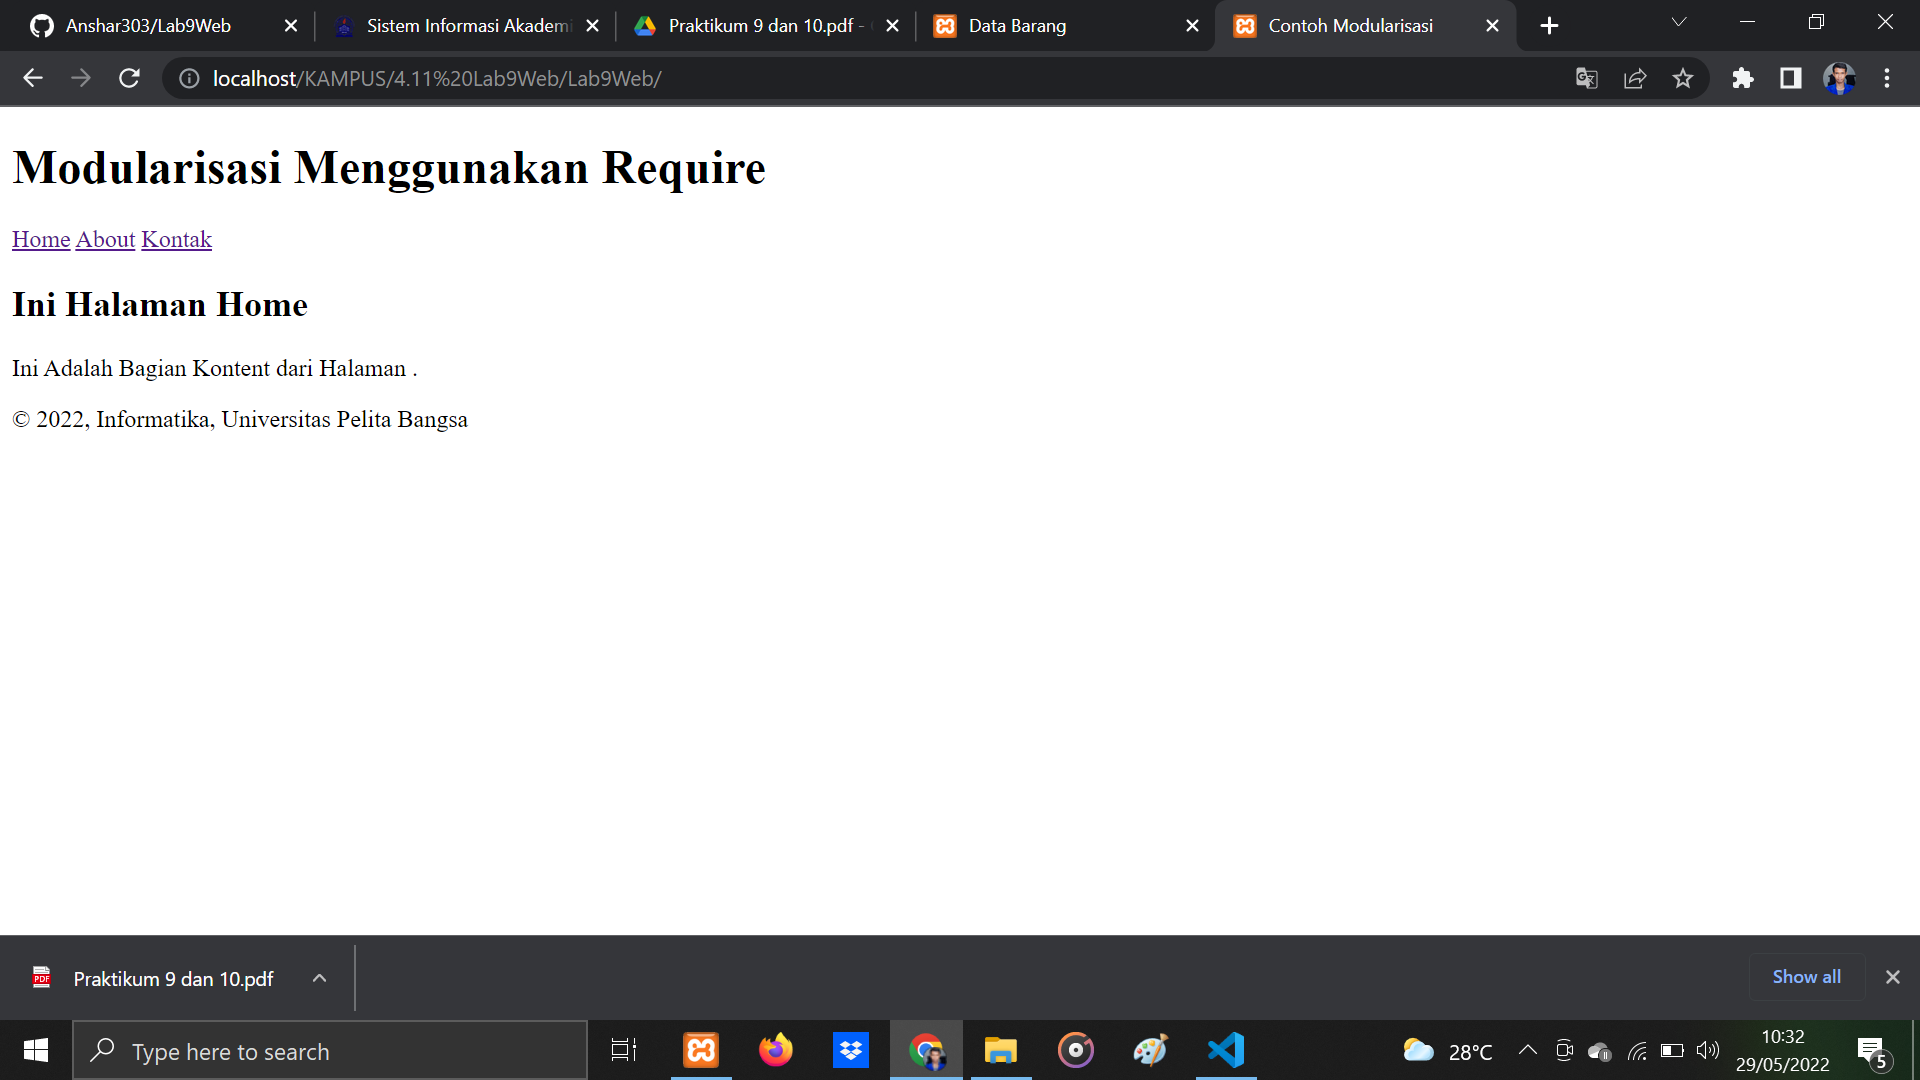 Anshar303/Lab9Web
Sistem Informasi Akademi
Praktikum 9 dan 10.pdf -
Data Barang
Contoh Modularisasi
localhost/KAMPUS/4.11%20Lab9Web/Lab9Web/
Modularisasi Menggunakan Require
Home About Kontak
Ini Halaman Home
Ini Adalah Bagian Kontent dari Halaman .
© 2022, Informatika, Universitas Pelita Bangsa
PDF
Praktikum 9 dan 10.pdf
Show all
Type here to search
28°C
10:32
29/05/2022
5